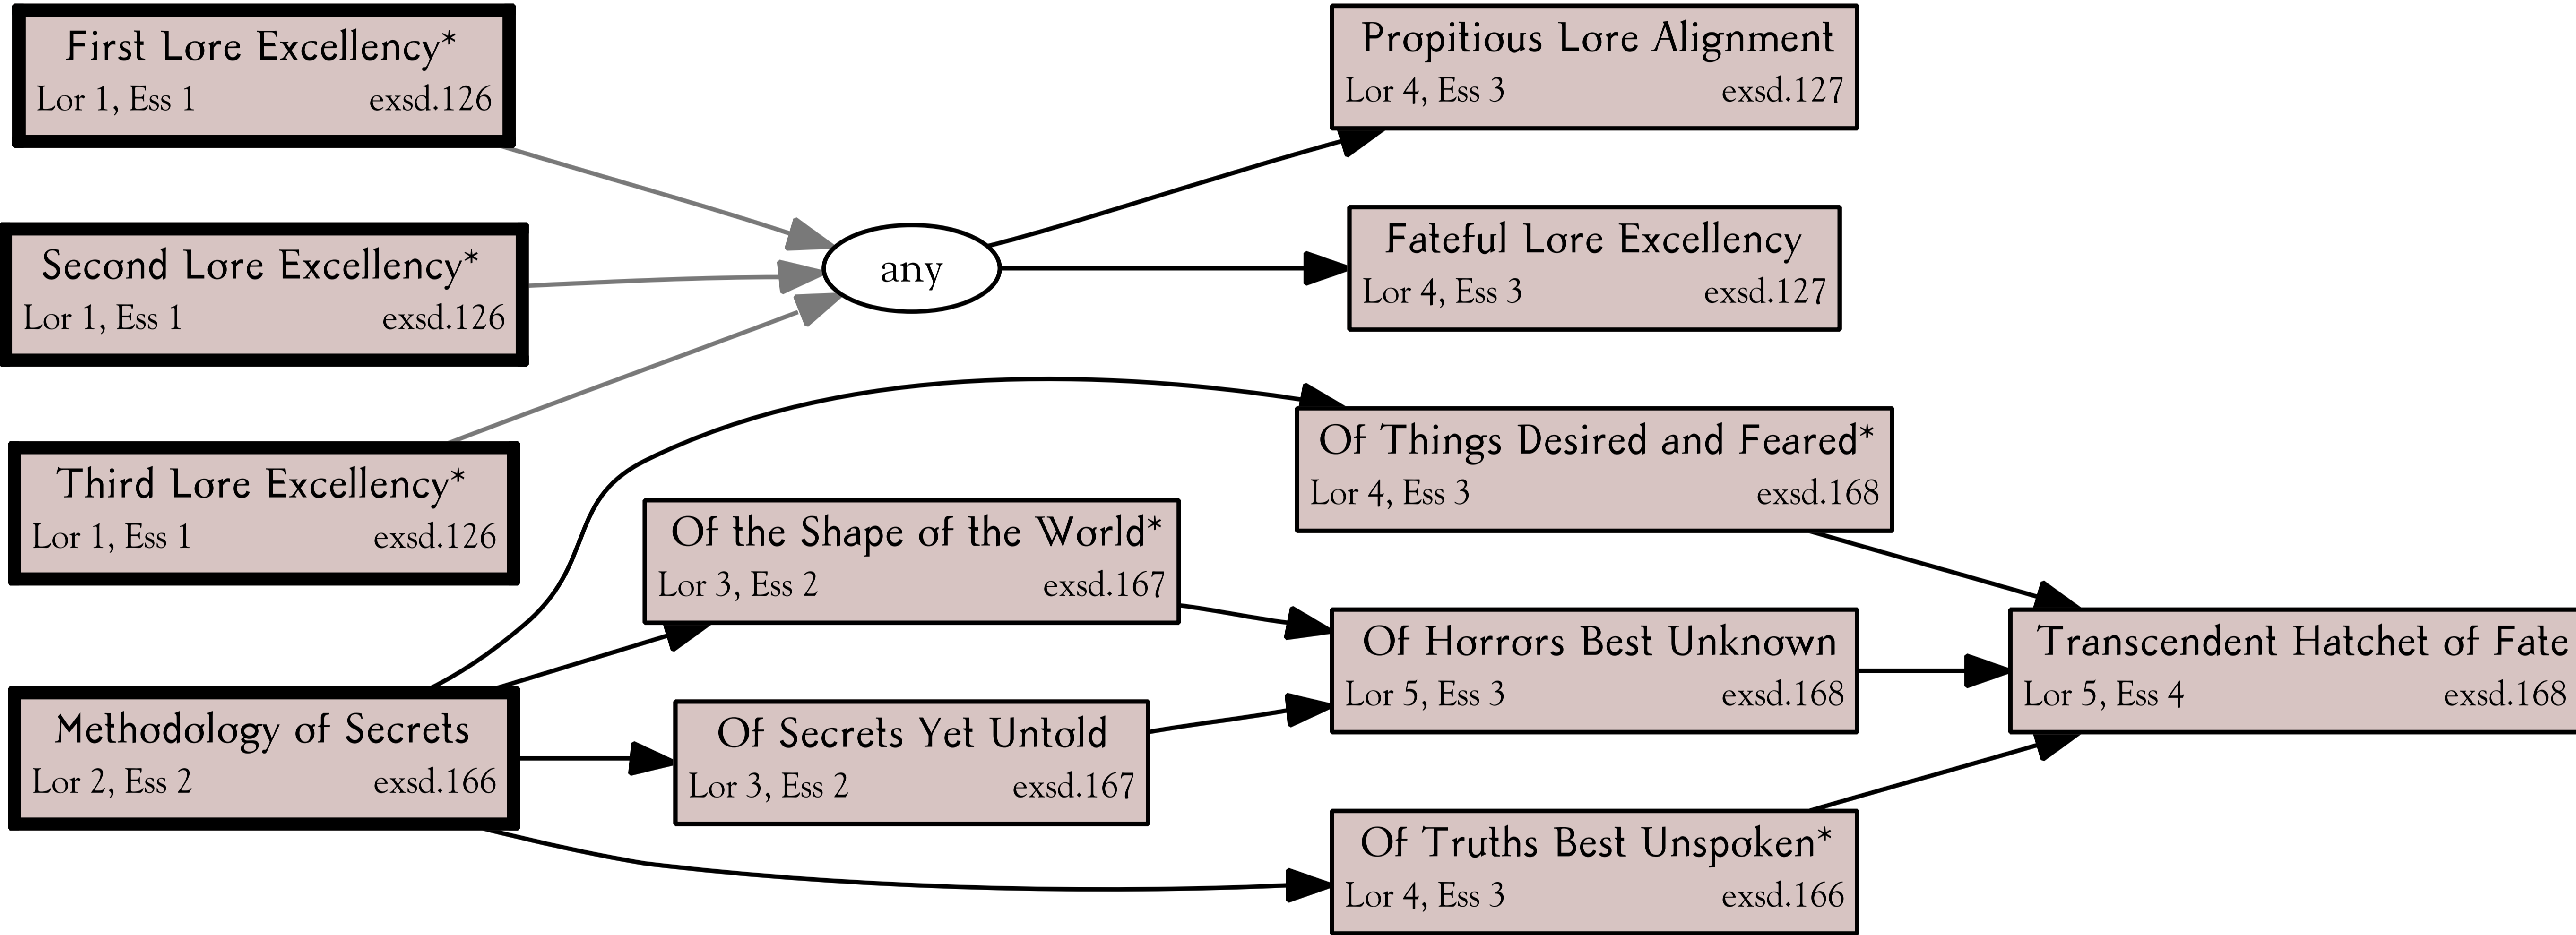 First Lore Excellency*
Lor 1, Ess 1 exsd.126
Second Lore Excellency*
Lor 1, Ess 1 exsd.126
Third Lore Excellency*
Lor 1, Ess 1 exsd.126
Methodology of Secrets
Lor 2, Ess 2 exsd.166
any
Of the Shape of the World*
Lor 3, Ess 2 exsd.167
Of Secrets Yet Untold
Lor 3, Ess 2 exsd.167
Propitious Lore Alignment
Lor 4, Ess 3 exsd.127
Fateful Lore Excellency
Lor 4, Ess 3 exsd.127
Of Things Desired and Feared*
Lor 4, Ess 3 exsd.168
Of Horrors Best Unknown
Lor 5, Ess 3 exsd.168
Of Truths Best Unspoken*
Lor 4, Ess 3 exsd.166
Transcendent Hatchet of Fate
Lor 5, Ess 4 exsd.168